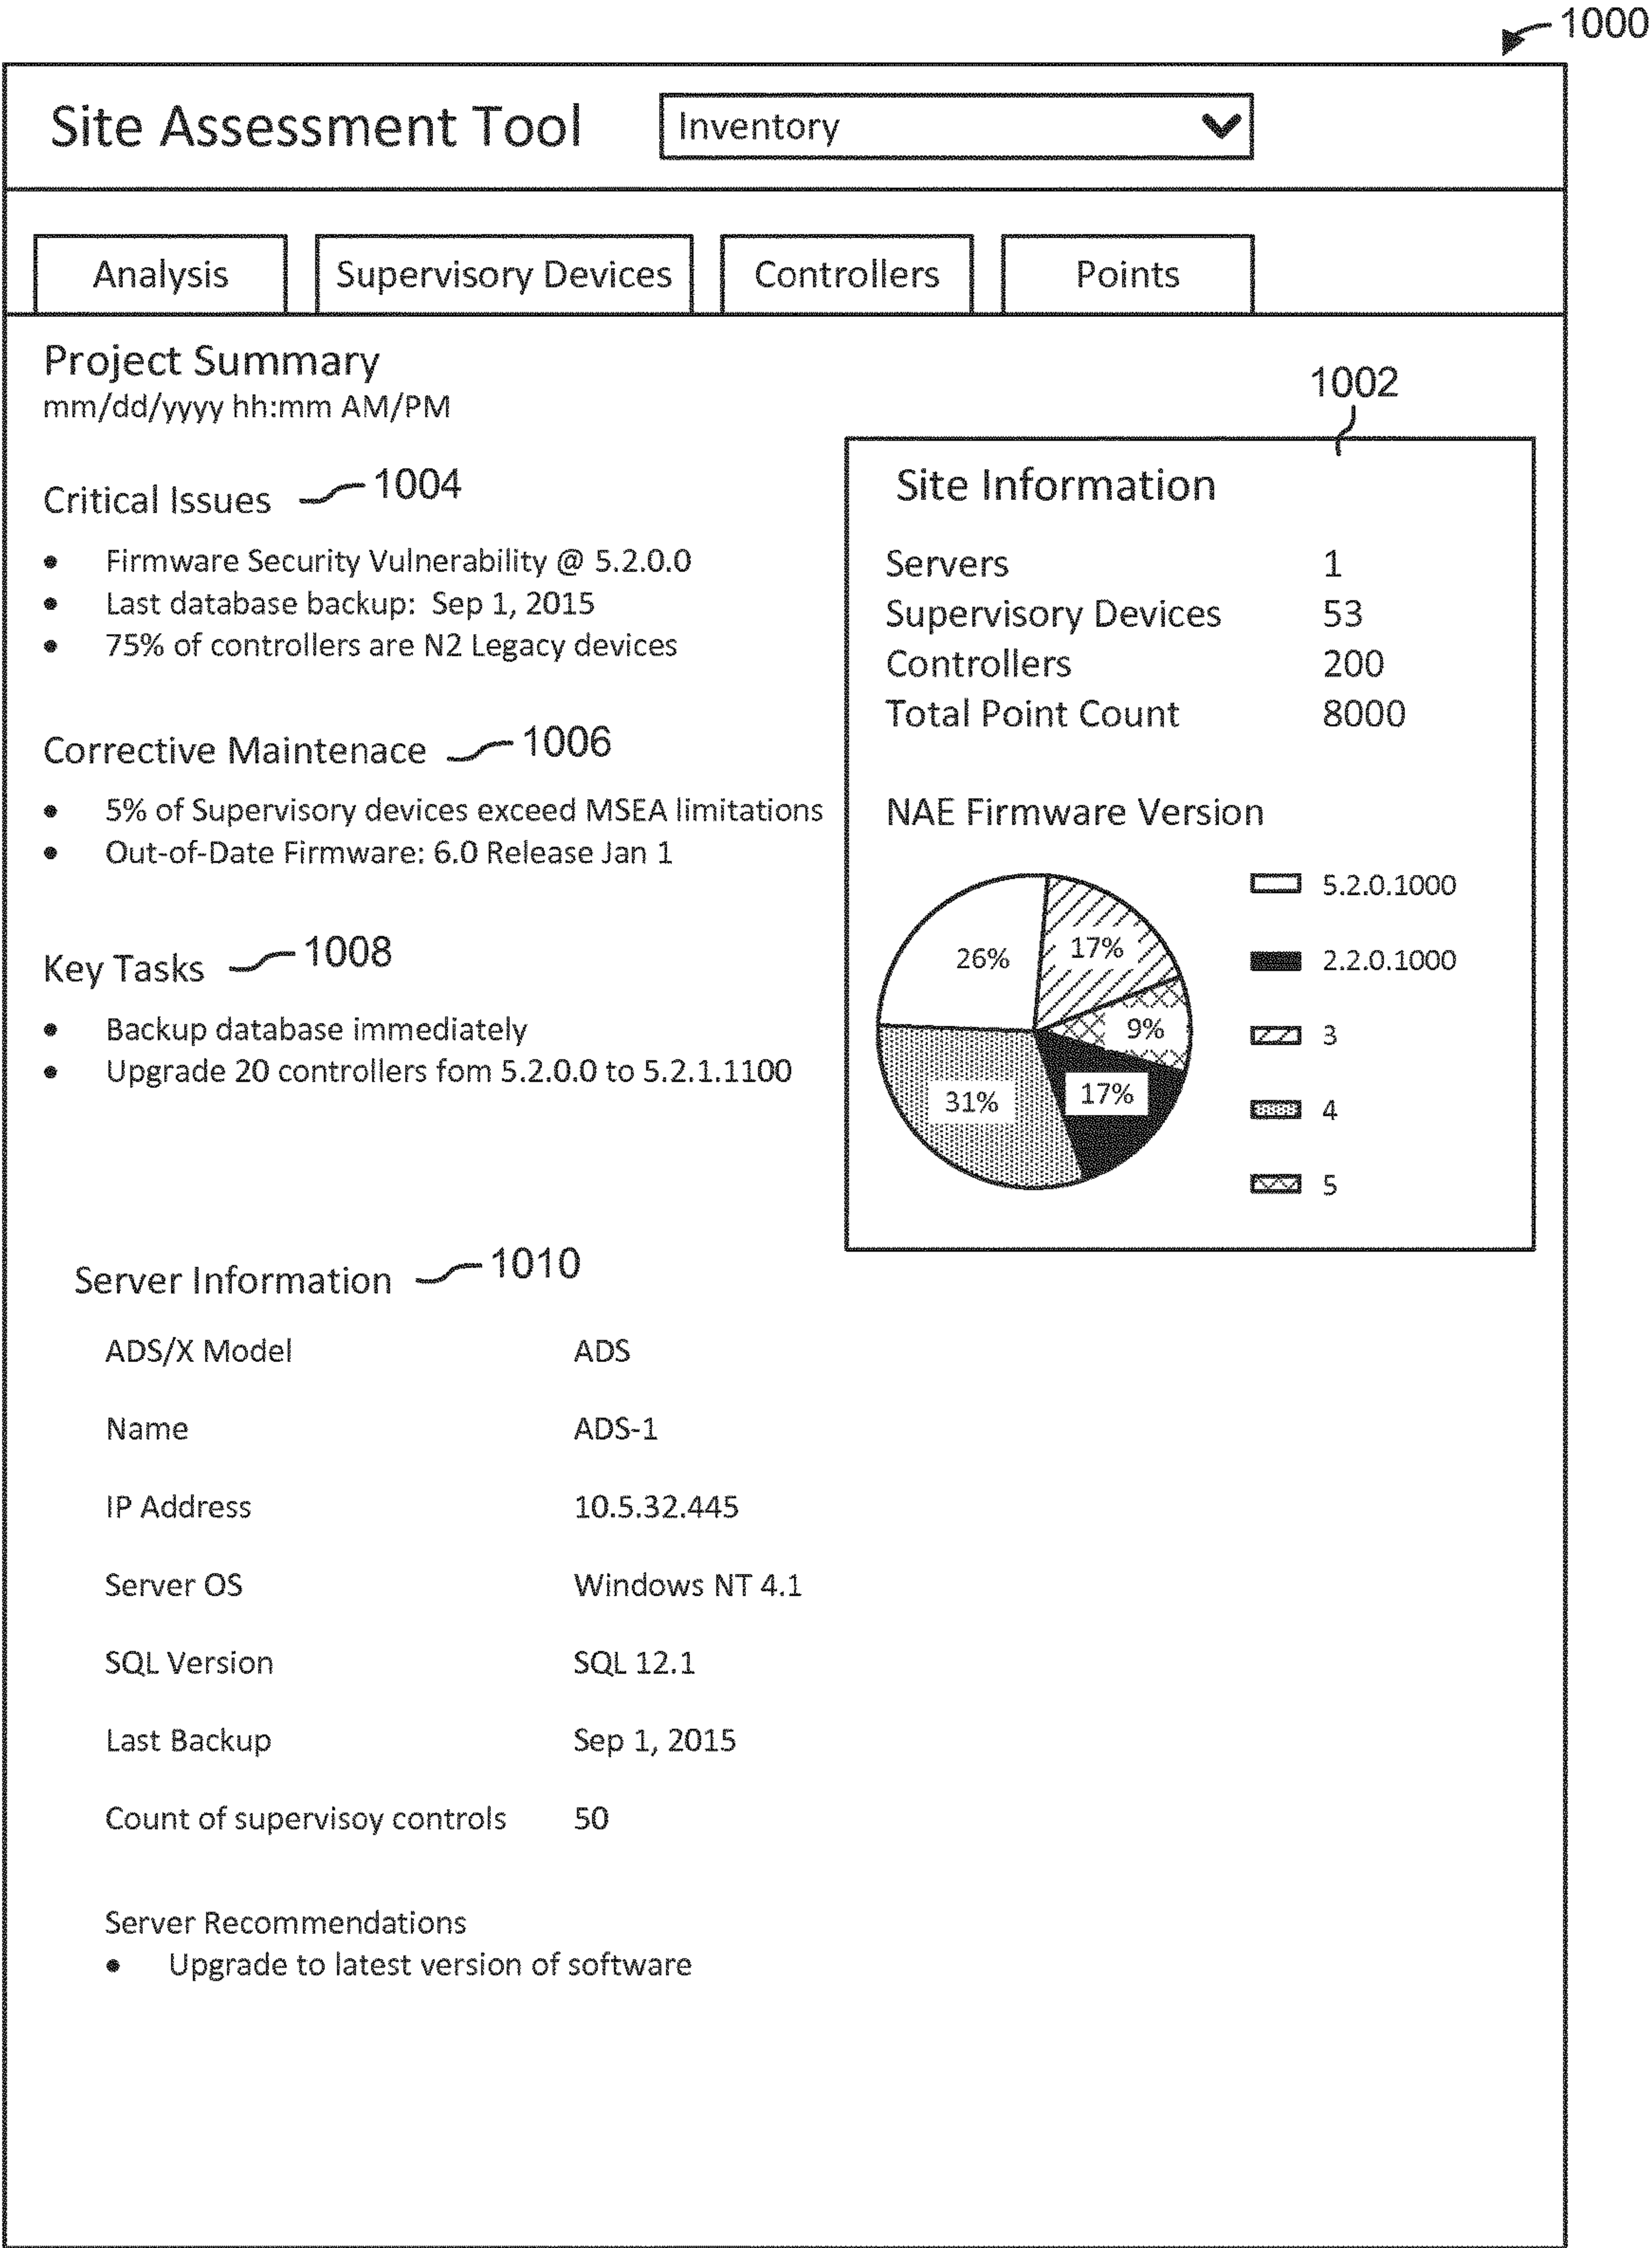 1000
Site Assessment Tool
Inventory
Analysis
Supervisory Devices
Controllers
Points
Project Summary
mm/dd/yyyy hh:mm AM/PM
Critical Issues
1004
• Firmware Security Vulnerability @ 5.2.0.0
• Last database backup: Sep 1, 2015
• 75% of controllers are N2 Legacy devices
Corrective Maintenace
1006
• 5% of Supervisory devices exceed MSEA limitations
• Out-of-Date Firmware: 6.0 Release Jan 1
Key Tasks
1008
• Backup database immediately
• Upgrade 20 controllers fom 5.2.0.0 to 5.2.1.1100
1002
Site Information
Servers 1
Supervisory Devices 53
Controllers 200
Total Point Count 8000
NAE Firmware Version
26%
17%
9%
17%
31%
5.2.0.1000
2.2.0.1000
3
4
5
Server Information
1010
ADS/X Model ADS
Name ADS-1
IP Address 10.5.32.445
Server OS Windows NT 4.1
SQL Version SQL 12.1
Last Backup Sep 1, 2015
Count of supervisoy controls 50
Server Recommendations
• Upgrade to latest version of software